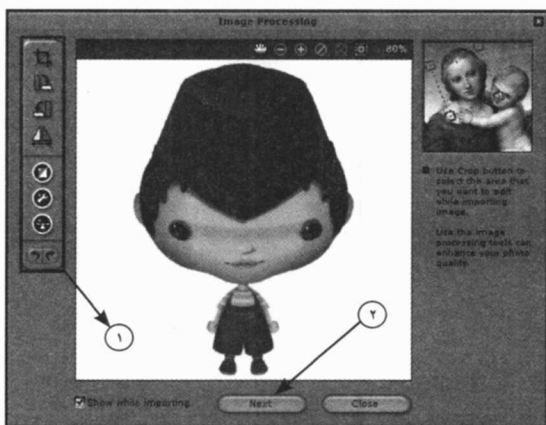 Image Processing
80%
Use Crop button to
select the area that
you want to edit
while importing
image.
Use the image
processing tools can
enhance your photo
quality.
١
٢
Show while importing
Next
Close